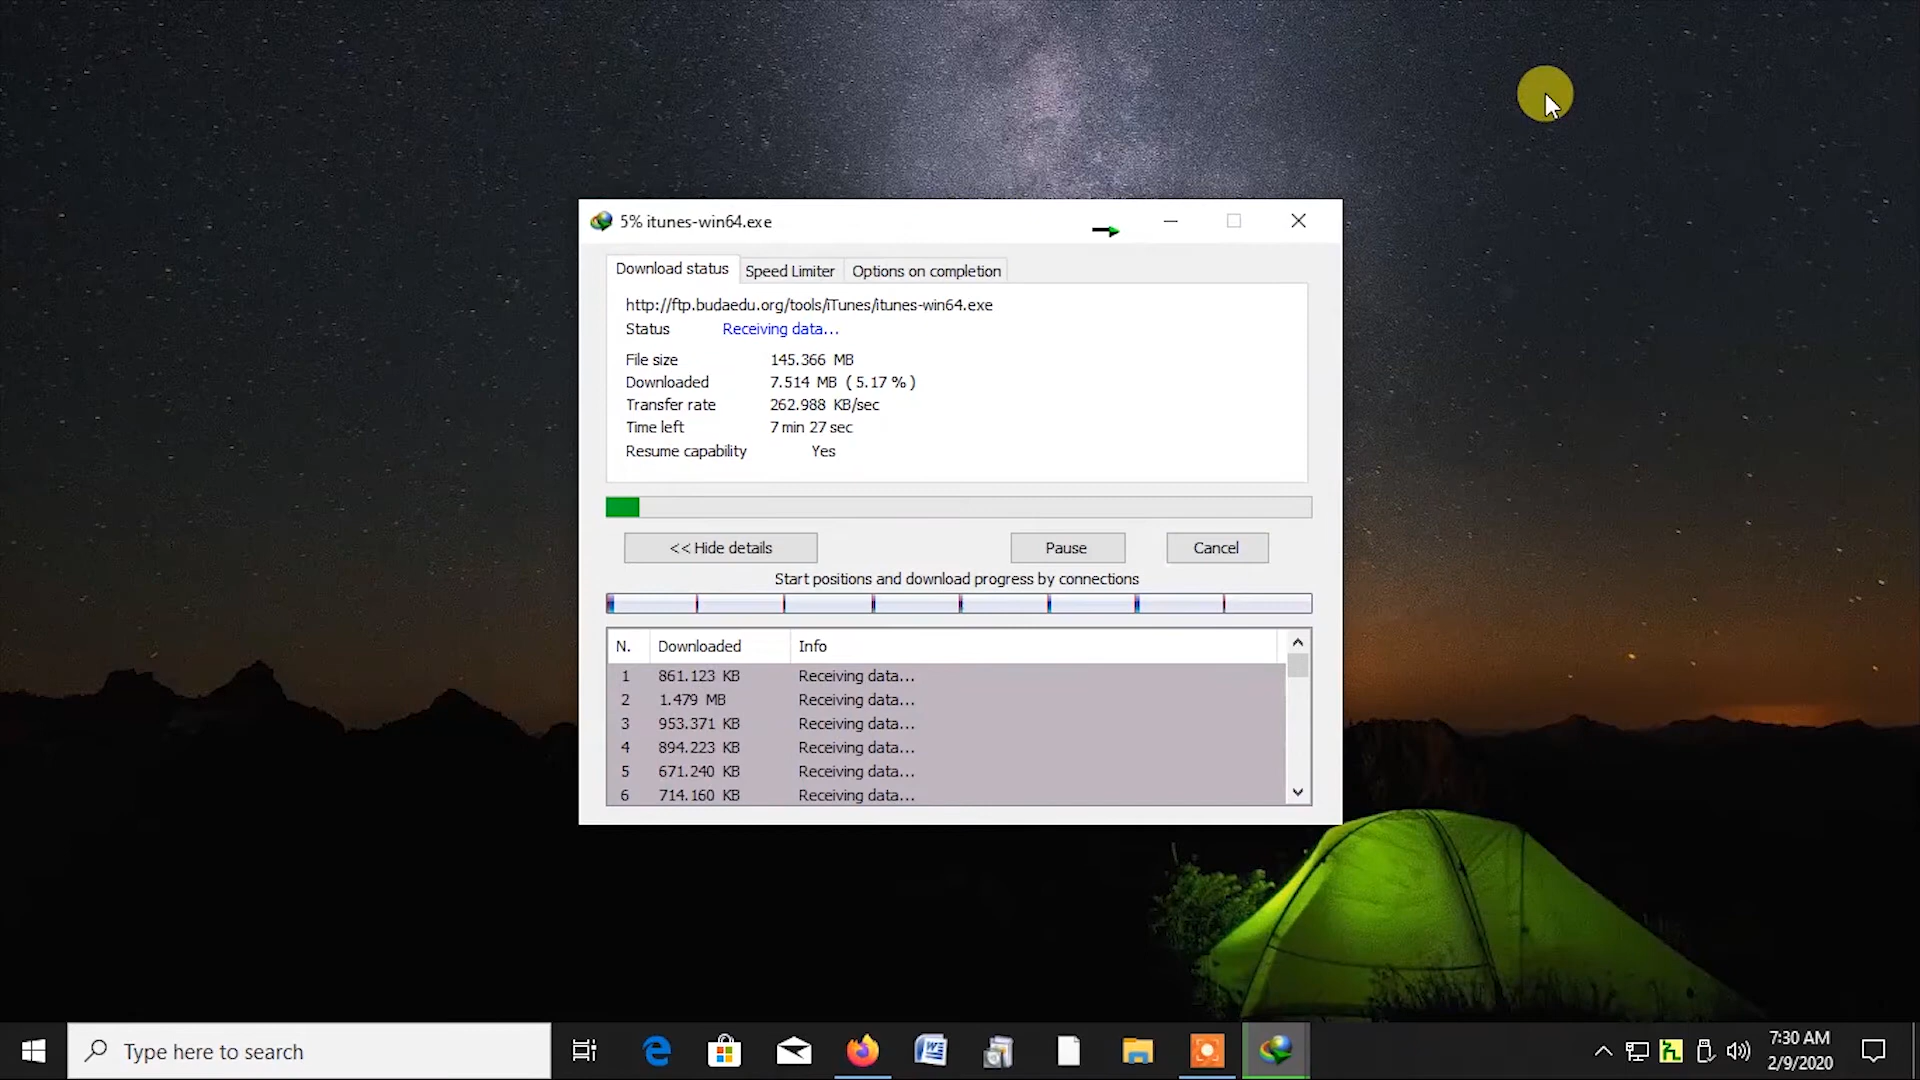 5% itunes-win64.exe
Download status Speed Limiter Options on completion
http://ftp.budaedu.org/tools/iTunes/itunes-win64.exe
Status Receiving data...
File size 145.366 MB
Downloaded 7.514 MB ( 5.17 % )
Transfer rate 262.988 KB/sec
Time left 7 min 27 sec
Resume capability Yes
<< Hide details Pause Cancel
Start positions and download progress by connections
N. Downloaded Info
1 861.123 KB Receiving data...
2 1.479 MB Receiving data...
3 953.371 KB Receiving data...
4 894.223 KB Receiving data...
5 671.240 KB Receiving data...
6 714.160 KB Receiving data...
Type here to search
7:30 AM
2/9/2020